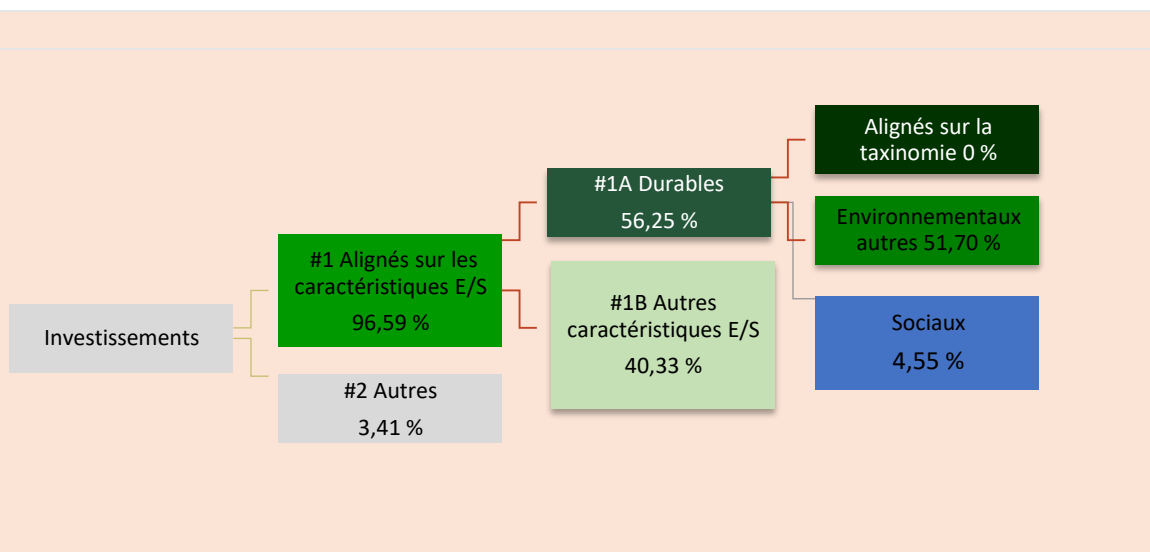 Investissements
#1 Alignés sur les
caractéristiques E/S
96,59 %
#2 Autres
3,41 %
#1A Durables
56,25 %
#1B Autres
caractéristiques E/S
40,33 %
Alignés sur la
taxinomie 0 %
Environnementaux
autres 51,70 %
Sociaux
4,55 %